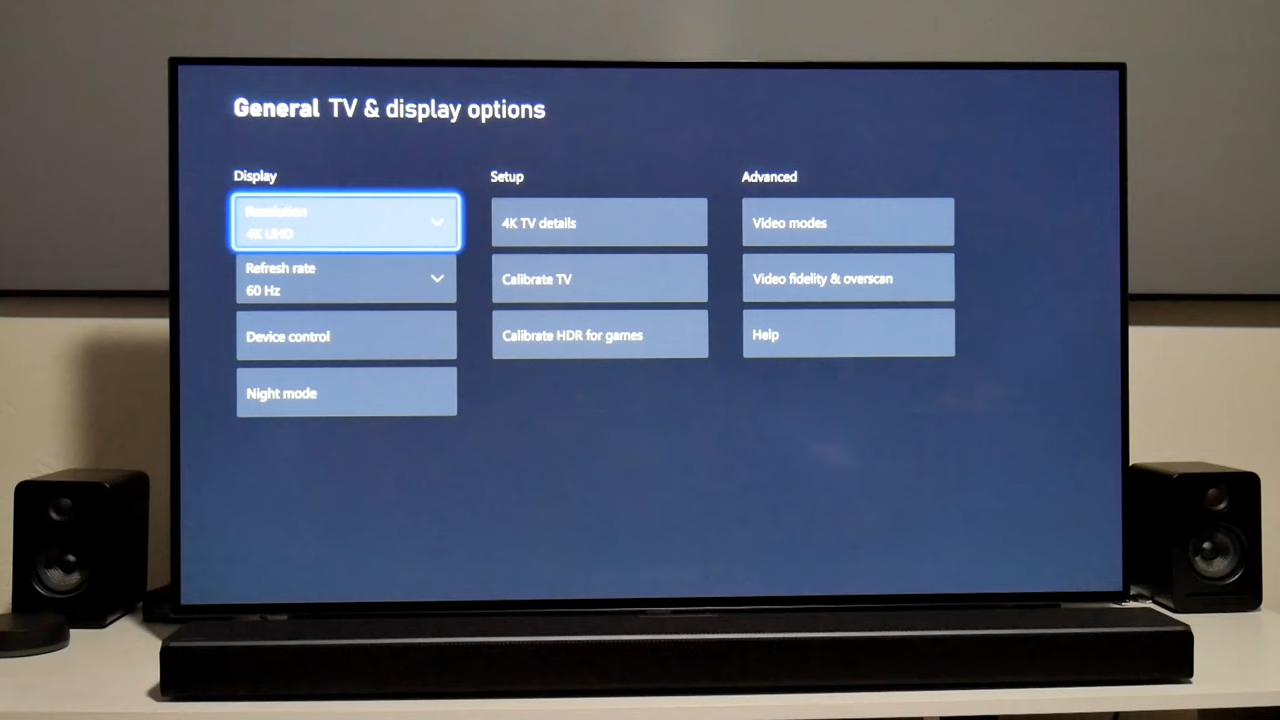 General TV & display options
Display
Resolution
4K UHD
Refresh rate
60 Hz
Device control
Night mode
Setup
4K TV details
Calibrate TV
Calibrate HDR for games
Advanced
Video modes
Video fidelity & overscan
Help